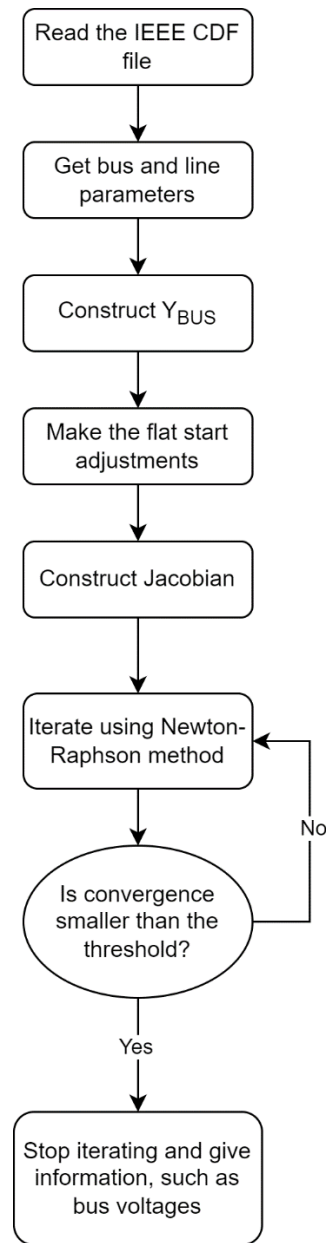 Read the IEEE CDF
file
Get bus and line
parameters
Construct Y_BUS
Make the flat start
adjustments
Construct Jacobian
Iterate using Newton-
Raphson method
No
Is convergence
smaller than the
threshold?
Yes
Stop iterating and give
information, such as
bus voltages